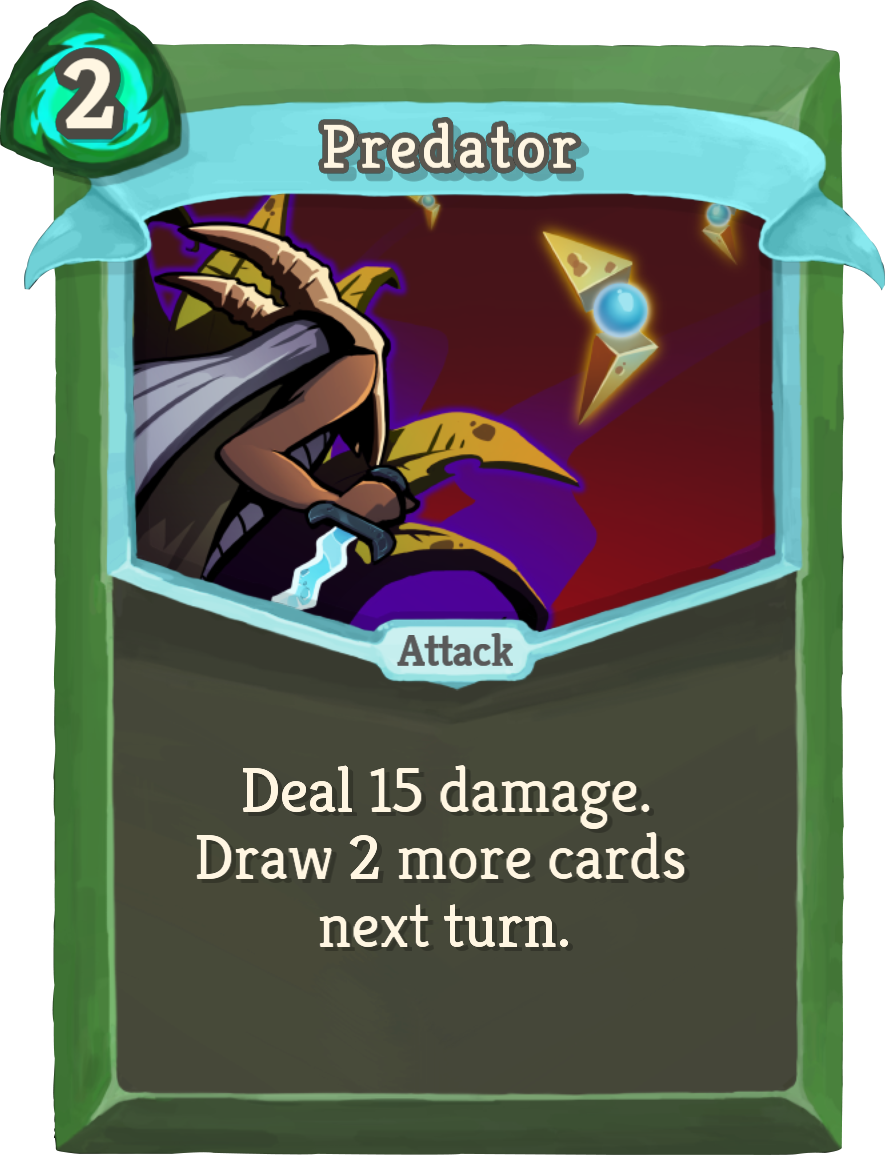 2
Predator
Attack
Deal 15 damage.
Draw 2 more cards
next turn.